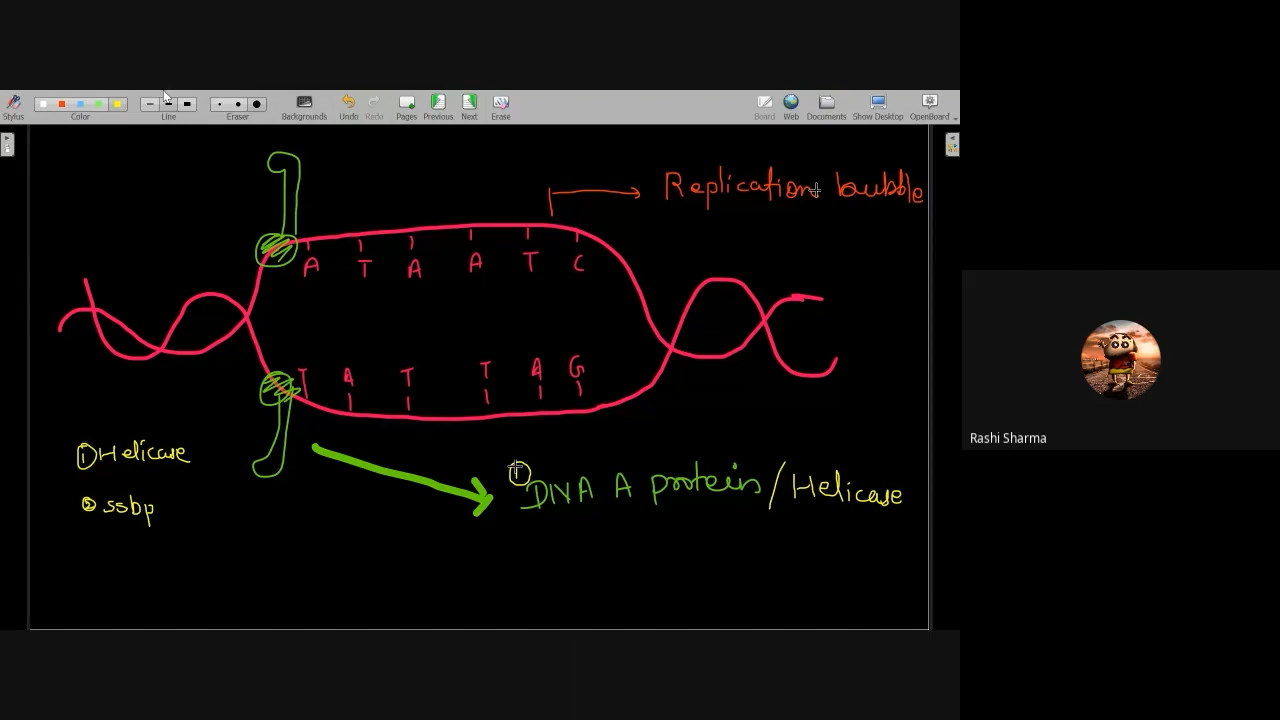 Stylus
Color
Line
Eraser
Backgrounds
Undo
Redo
Pages
Previous
Next
Erase
Board
Web
Documents
Show Desktop
OpenBoard
Replication bubble
A T A A T C
T A T T A G
① Helicase
② ssbp
① DNA A protein / Helicase
Rashi Sharma